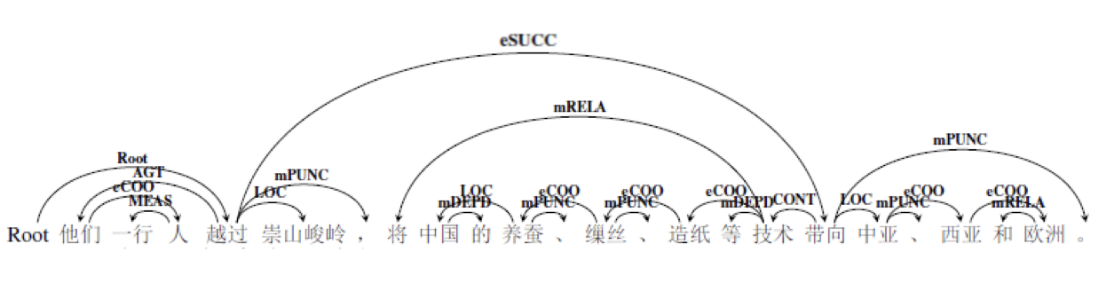 eSUCC
mRELA
mPUNC
Root
AGT
mPUNC
eCOO
LOC
MEAS
LOC
mDEPD
eCOO
mPUNC
eCOO
mPUNC
eCOO
mDEPD
CONT
LOC
mPUNC
eCOO
eCOO
mRELA
Root 他们 一行 人 越过 崇山峻岭 ， 将 中国 的 养蚕 、 缫丝 、 造纸 等 技术 带向 中亚 、 西亚 和 欧洲 。